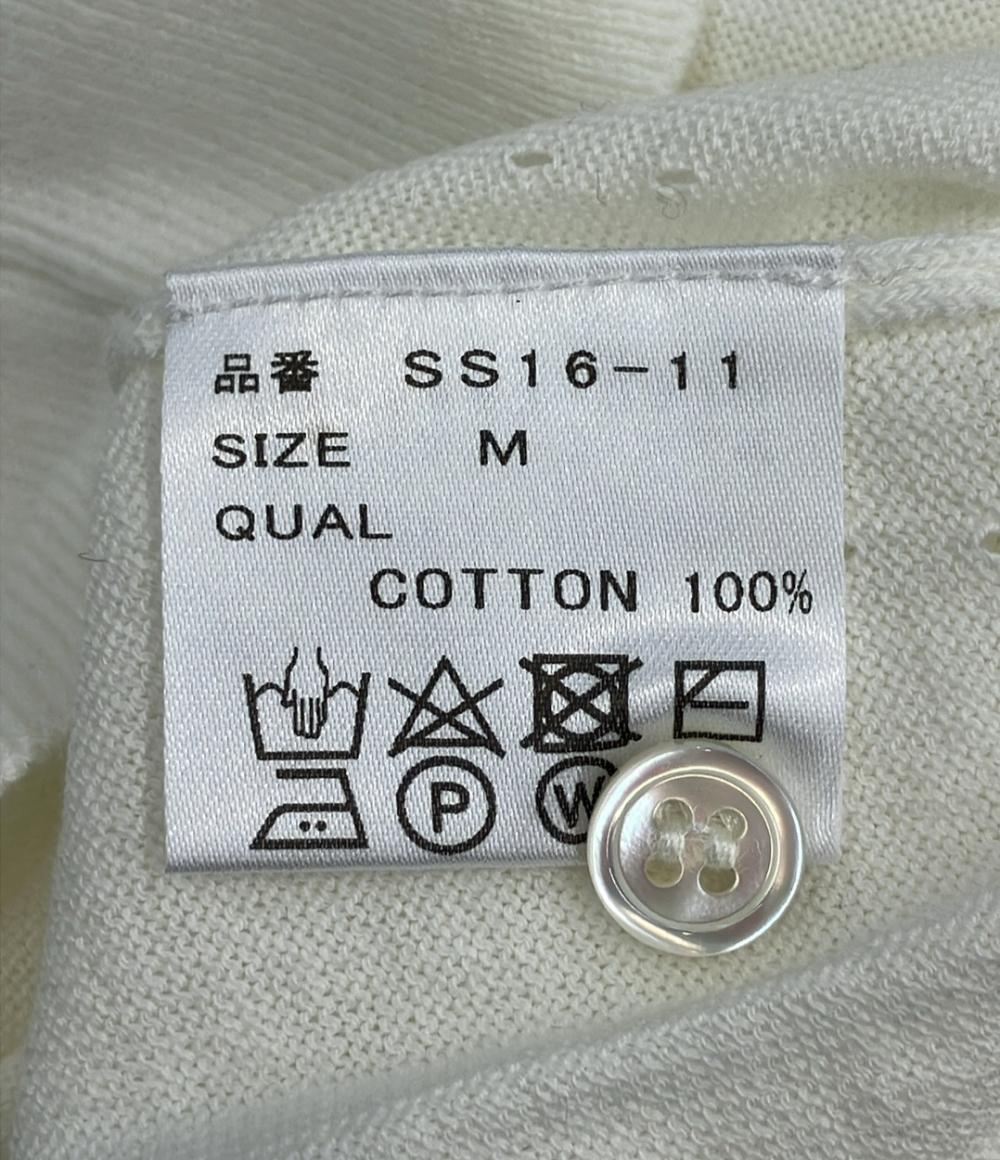 品番 SS16-11
SIZE M
QUAL
COTTON 100%
P W